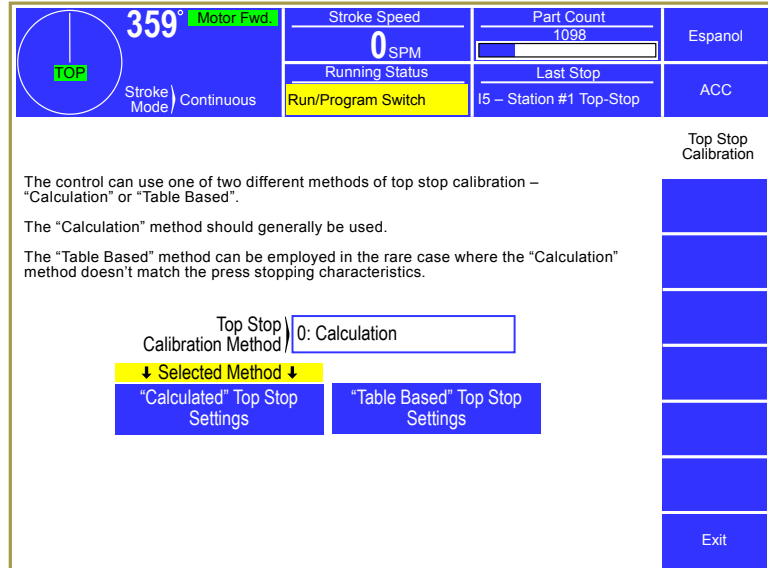 TOP
359° Motor Fwd.
Stroke Mode) Continuous
Stroke Speed
0 SPM
Part Count
1098
Espanol
Running Status
Run/Program Switch
Last Stop
I5 – Station #1 Top-Stop
ACC
Top Stop
Calibration
The control can use one of two different methods of top stop calibration –
“Calculation” or “Table Based”.
The “Calculation” method should generally be used.
The “Table Based” method can be employed in the rare case where the “Calculation”
method doesn’t match the press stopping characteristics.
Top Stop
Calibration Method) 0: Calculation
↓ Selected Method ↓
“Calculated” Top Stop
Settings
“Table Based” Top Stop
Settings
Exit